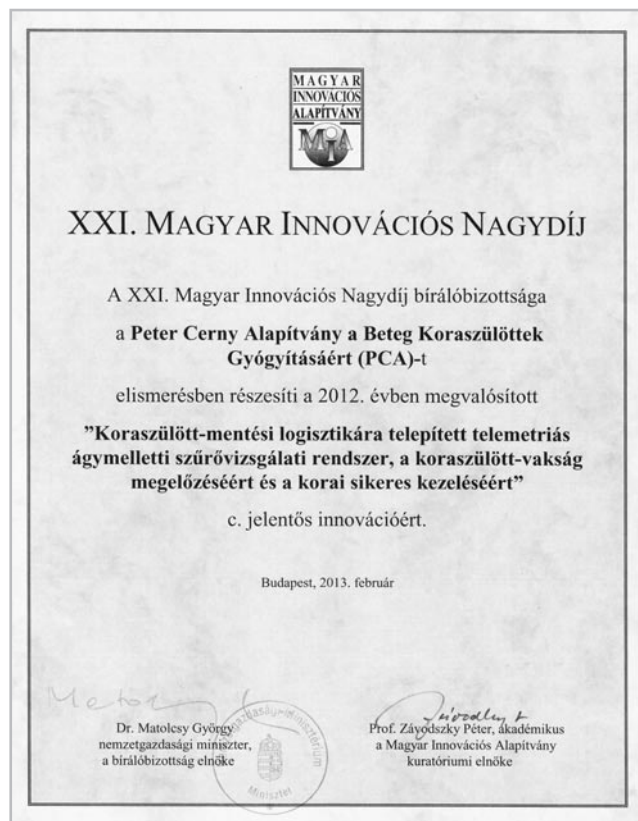 MAGYAR
INNOVÁCIÓS
ALAPÍTVÁNY
MiA
XXI. MAGYAR INNOVÁCIÓS NAGYDÍJ
A XXI. Magyar Innovációs Nagydíj bírálóbizottsága
a Peter Cerny Alapítvány a Beteg Koraszülöttek
Gyógyításáért (PCA)-t
elismerésben részesíti a 2012. évben megvalósított
”Koraszülött-mentési logisztikára telepített telemetriás
ágymelletti szűrővizsgálati rendszer, a koraszülött-vakság
megelőzéséért és a korai sikeres kezeléséért”
c. jelentős innovációért.
Budapest, 2013. február
Dr. Matolcsy György
nemzetgazdasági miniszter,
a bírálóbizottság elnöke
Miniszter
Prof. Závodszky Péter, akadémikus
a Magyar Innovációs Alapítvány
kuratóriumi elnöke